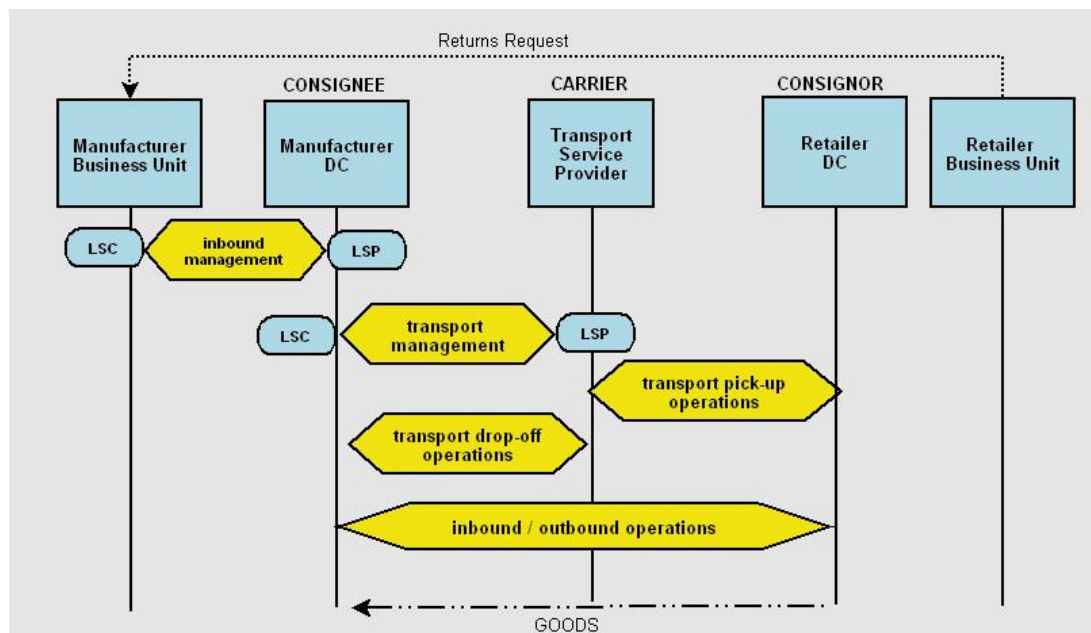 Returns Request
CONSIGNEE
CARRIER
CONSIGNOR
Manufacturer
Business Unit
Manufacturer
DC
Transport
Service
Provider
Retailer
DC
Retailer
Business Unit
LSC
inbound
management
LSP
LSC
transport
management
LSP
transport pick-up
operations
transport drop-off
operations
inbound / outbound operations
GOODS